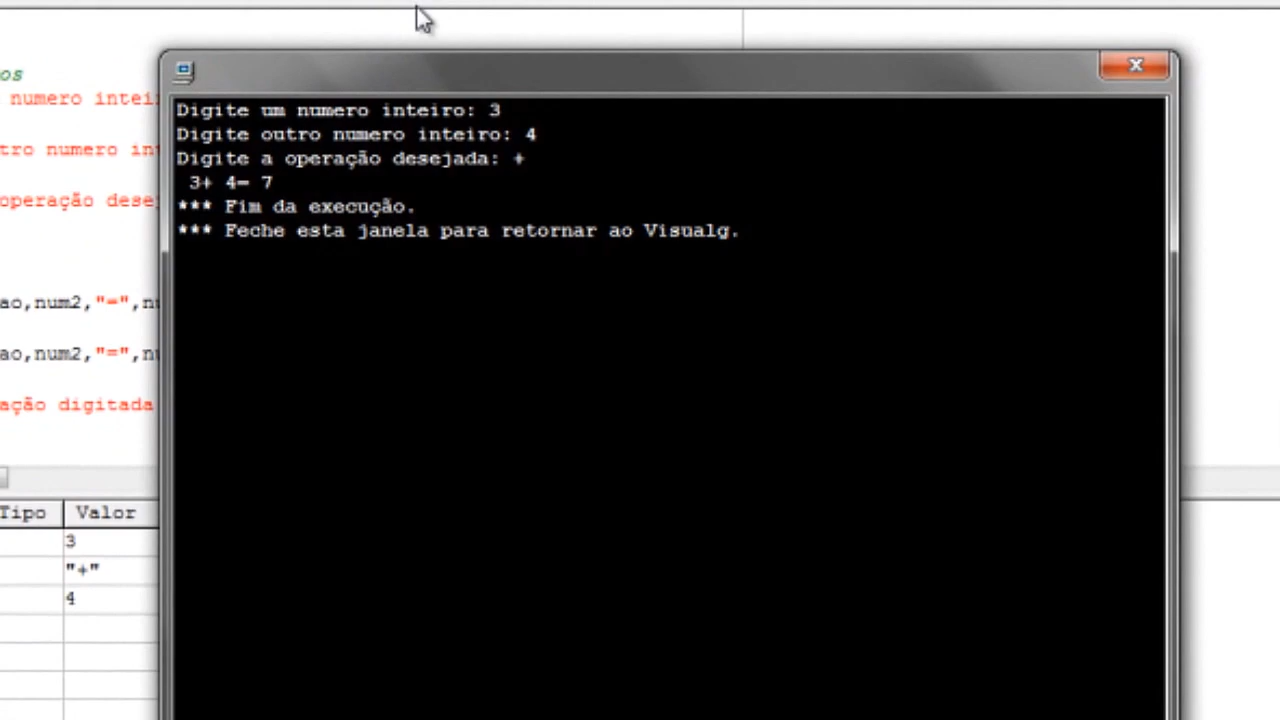 os
numero intei
Digite um numero inteiro: 3
Digite outro numero inteiro: 4
tro numero in
Digite a operação desejada: +
3+ 4= 7
operação dese
*** Fim da execução.
*** Feche esta janela para retornar ao Visualg.
ao,num2,"=",nu
ao,num2,"=",nu
ação digitada
Tipo Valor
3
"+"
4